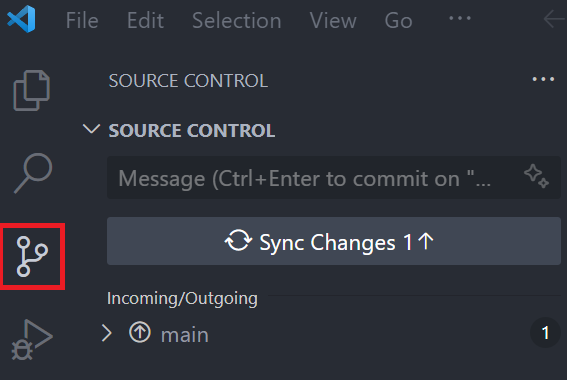 File Edit Selection View Go ...
SOURCE CONTROL ...
SOURCE CONTROL
Message (Ctrl+Enter to commit on "...
Sync Changes 1↑
Incoming/Outgoing
main 1